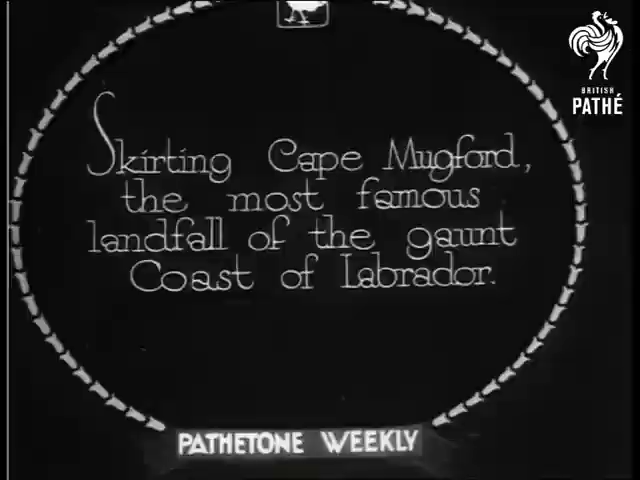 BRITISH
PATHÉ
Skirting Cape Mugford,
the most famous
landfall of the gaunt
Coast of Labrador.
PATHETONE WEEKLY